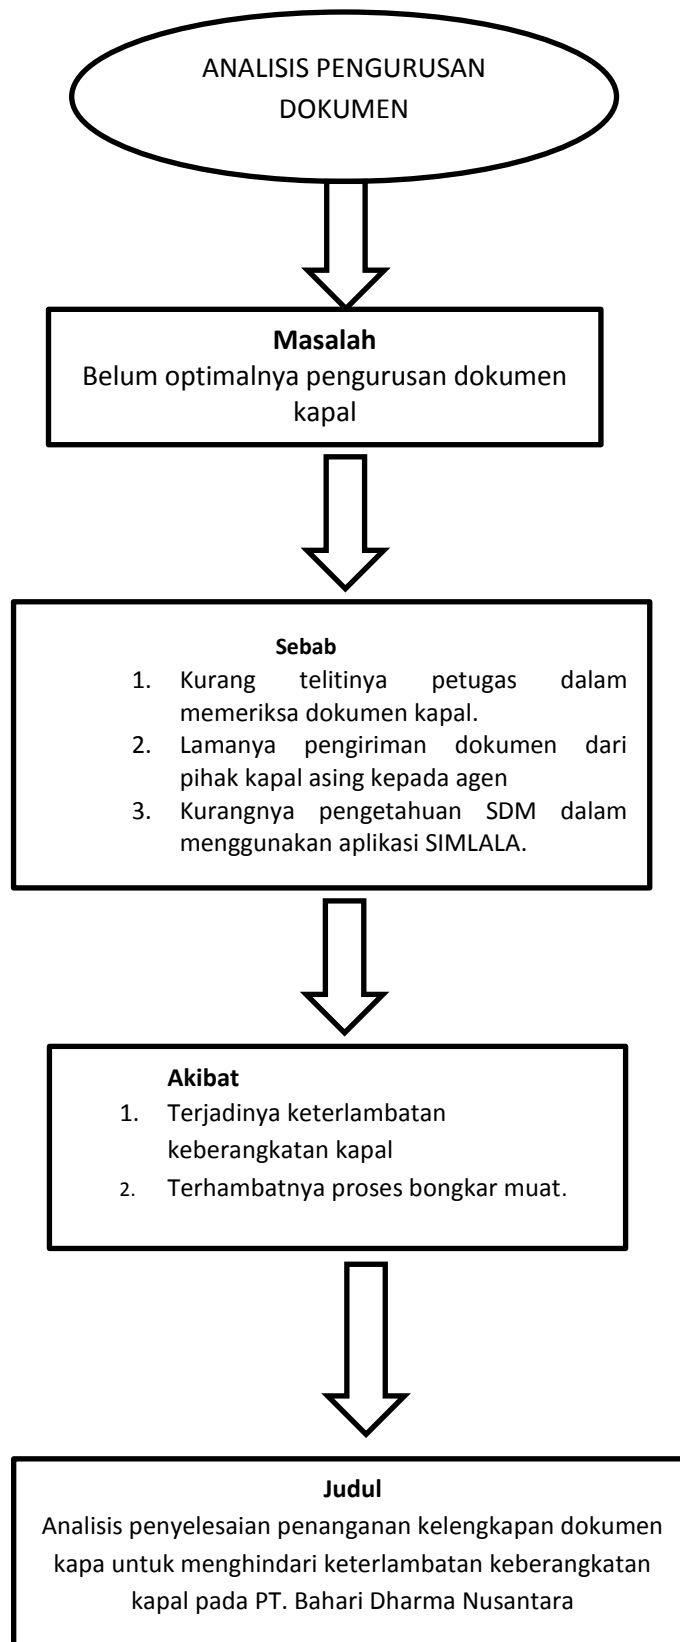 ANALISIS PENGURUSAN
DOKUMEN
Masalah
Belum optimalnya pengurusan dokumen
kapal
Sebab
1. Kurang telitinya petugas dalam
memeriksa dokumen kapal.
2. Lamanya pengiriman dokumen dari
pihak kapal asing kepada agen
3. Kurangnya pengetahuan SDM dalam
menggunakan aplikasi SIMLALA.
Akibat
1. Terjadinya keterlambatan
keberangkatan kapal
2. Terhambatnya proses bongkar muat.
Judul
Analisis penyelesaian penanganan kelengkapan dokumen
kapa untuk menghindari keterlambatan keberangkatan
kapal pada PT. Bahari Dharma Nusantara